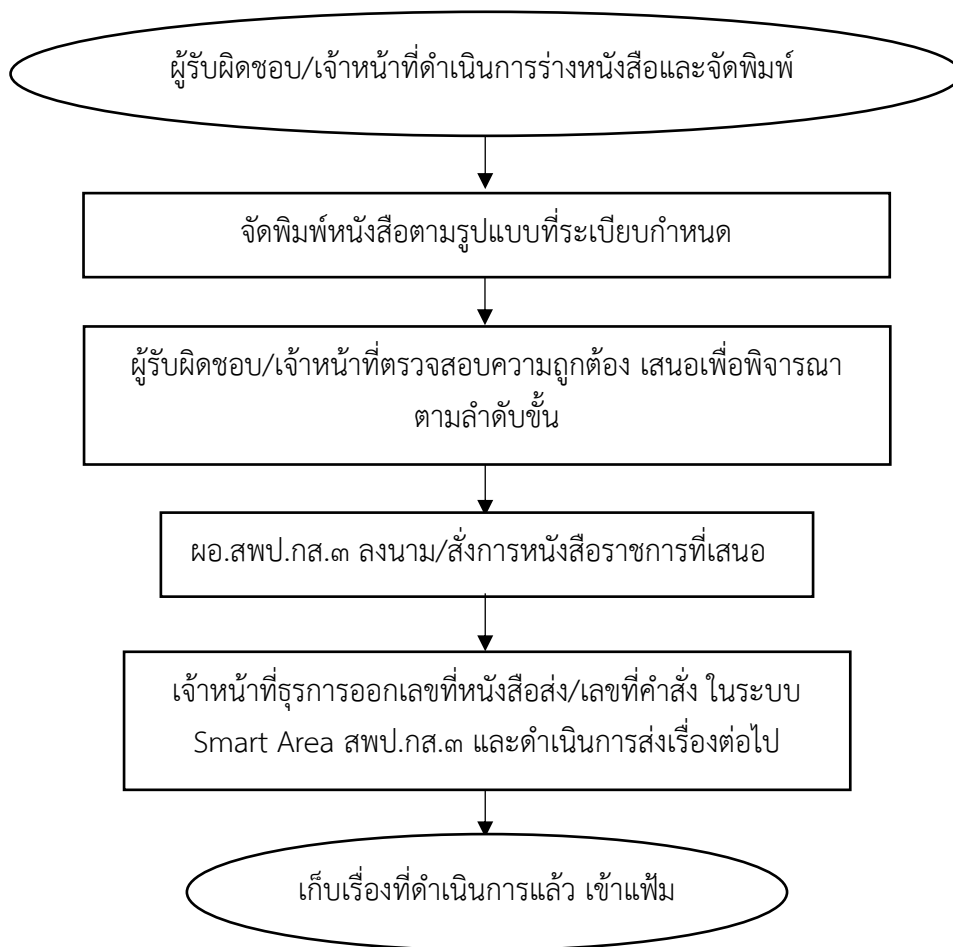 ผู้รับผิดชอบ/เจ้าหน้าที่ดำเนินการร่างหนังสือและจัดพิมพ์
จัดพิมพ์หนังสือตามรูปแบบที่ระเบียบกำหนด
ผู้รับผิดชอบ/เจ้าหน้าที่ตรวจสอบความถูกต้อง เสนอเพื่อพิจารณา
ตามลำดับขั้น
ผอ.สพป.กส.๓ ลงนาม/สั่งการหนังสือราชการที่เสนอ
เจ้าหน้าที่ธุรการออกเลขที่หนังสือส่ง/เลขที่คำสั่ง ในระบบ
Smart Area สพป.กส.๓ และดำเนินการส่งเรื่องต่อไป
เก็บเรื่องที่ดำเนินการแล้ว เข้าแฟ้ม